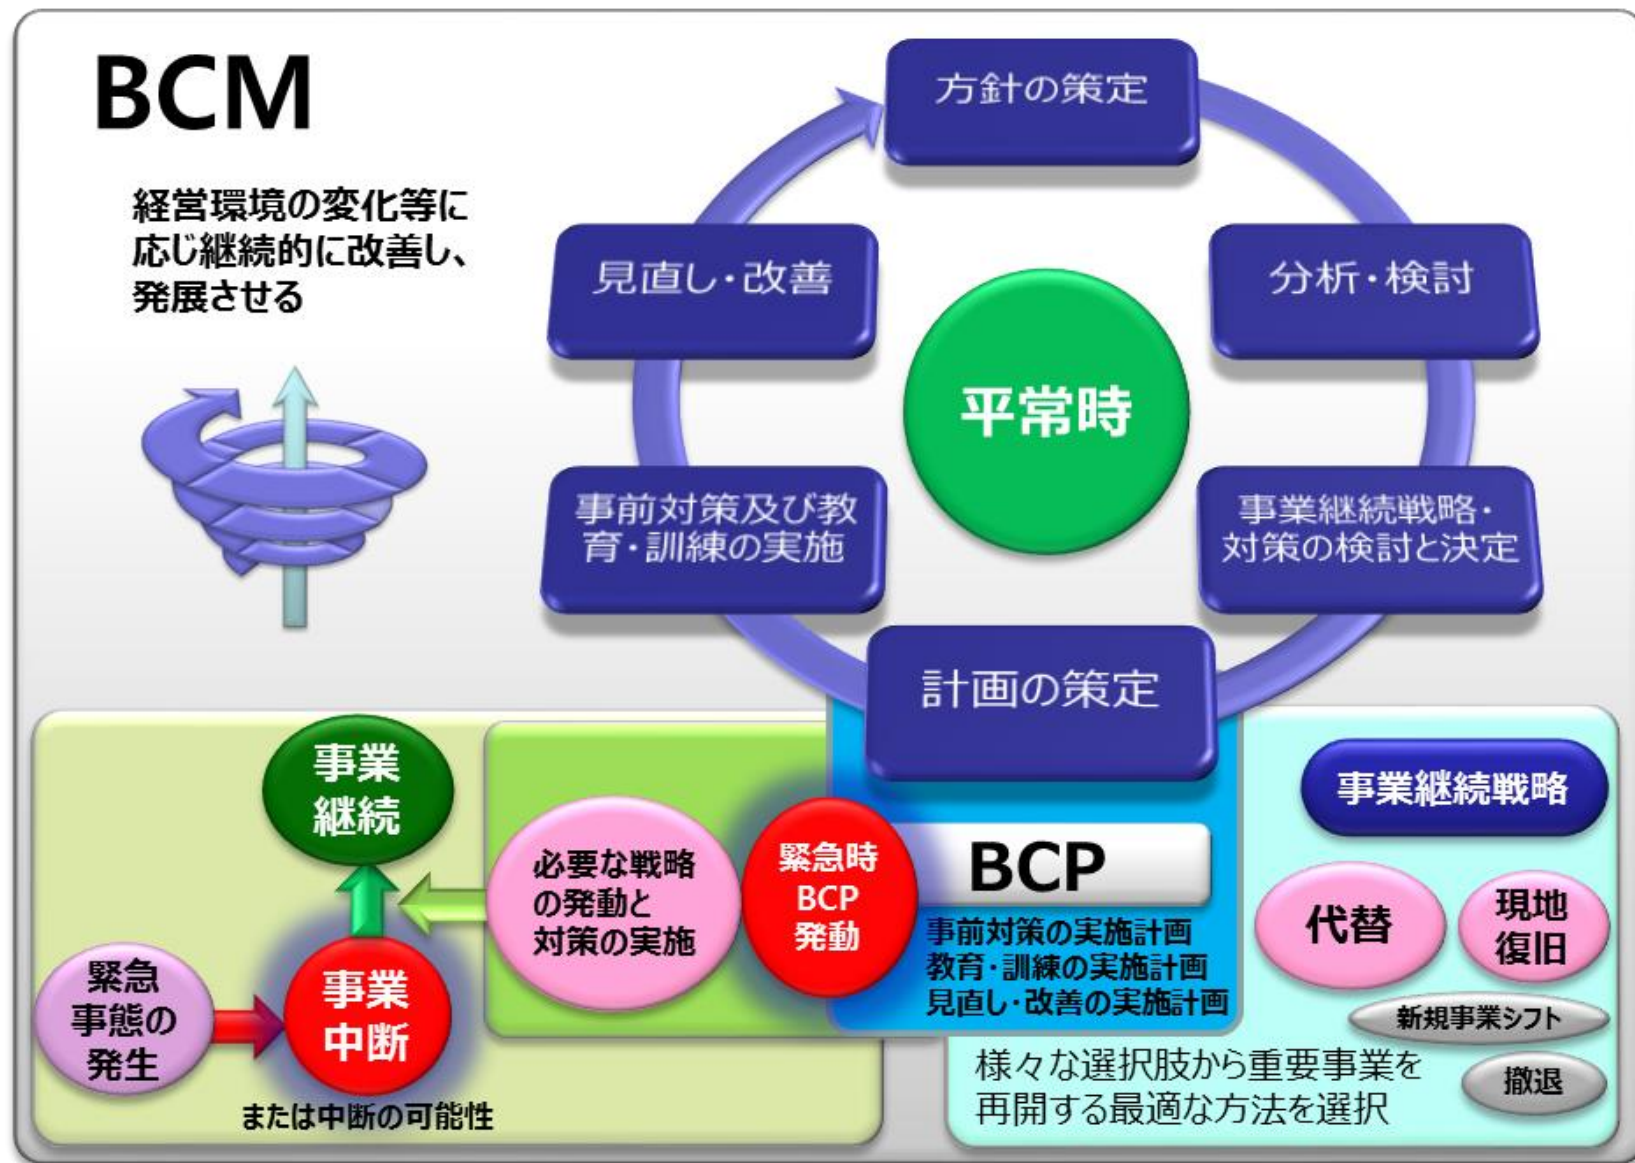 BCM
経営環境の変化等に
応じ継続的に改善し、
発展させる
方針の策定
分析・検討
事業継続戦略・
対策の検討と決定
計画の策定
事前対策及び教
育・訓練の実施
見直し・改善
平常時
事業
継続
緊急
事態の
発生
事業
中断
または中断の可能性
必要な戦略
の発動と
対策の実施
緊急時
BCP
発動
BCP
事前対策の実施計画
教育・訓練の実施計画
見直し・改善の実施計画
事業継続戦略
代替
現地
復旧
新規事業シフト
撤退
様々な選択肢から重要事業を
再開する最適な方法を選択